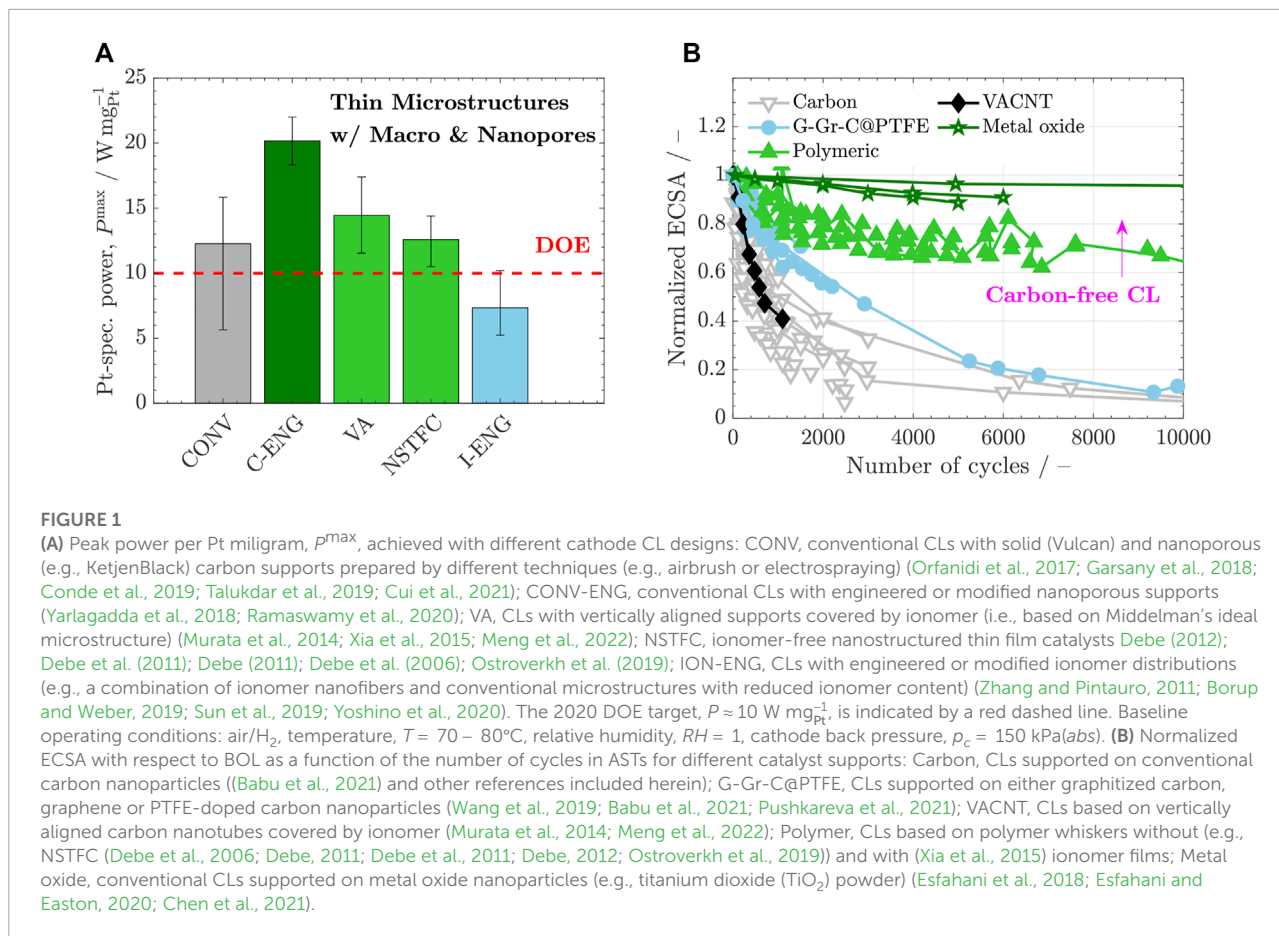 A
Pt-spec. power, P^max / W mg_Pt^-1
25
20
15
10
5
0
Thin Microstructures
w/ Macro & Nanopores
DOE
CONV
C-ENG
VA
NSTFC
I-ENG
B
Normalized ECSA / –
1.2
1
0.8
0.6
0.4
0.2
0
Carbon
G-Gr-C@PTFE
Polymeric
VACNT
Metal oxide
Carbon-free CL
0 2000 4000 6000 8000 10000
Number of cycles / –
FIGURE 1
(A) Peak power per Pt miligram, P^max, achieved with different cathode CL designs: CONV, conventional CLs with solid (Vulcan) and nanoporous
(e.g., KetjenBlack) carbon supports prepared by different techniques (e.g., airbrush or electrospraying) (Orfanidi et al., 2017; Garsany et al., 2018;
Conde et al., 2019; Talukdar et al., 2019; Cui et al., 2021); CONV-ENG, conventional CLs with engineered or modified nanoporous supports
(Yarlagadda et al., 2018; Ramaswamy et al., 2020); VA, CLs with vertically aligned supports covered by ionomer (i.e., based on Middelman's ideal
microstructure) (Murata et al., 2014; Xia et al., 2015; Meng et al., 2022); NSTFC, ionomer-free nanostructured thin film catalysts Debe (2012);
Debe et al. (2011); Debe (2011); Debe et al. (2006); Ostroverkh et al. (2019); ION-ENG, CLs with engineered or modified ionomer distributions
(e.g., a combination of ionomer nanofibers and conventional microstructures with reduced ionomer content) (Zhang and Pintauro, 2011; Borup
and Weber, 2019; Sun et al., 2019; Yoshino et al., 2020). The 2020 DOE target, P ≈ 10 W mg_Pt^-1, is indicated by a red dashed line. Baseline
operating conditions: air/H₂, temperature, T = 70 – 80°C, relative humidity, RH = 1, cathode back pressure, p_c = 150 kPa(abs). (B) Normalized
ECSA with respect to BOL as a function of the number of cycles in ASTs for different catalyst supports: Carbon, CLs supported on conventional
carbon nanoparticles ((Babu et al., 2021) and other references included herein); G-Gr-C@PTFE, CLs supported on either graphitized carbon,
graphene or PTFE-doped carbon nanoparticles (Wang et al., 2019; Babu et al., 2021; Pushkareva et al., 2021); VACNT, CLs based on vertically
aligned carbon nanotubes covered by ionomer (Murata et al., 2014; Meng et al., 2022); Polymer, CLs based on polymer whiskers without (e.g.,
NSTFC (Debe et al., 2006; Debe, 2011; Debe et al., 2011; Debe, 2012; Ostroverkh et al., 2019)) and with (Xia et al., 2015) ionomer films; Metal
oxide, conventional CLs supported on metal oxide nanoparticles (e.g., titanium dioxide (TiO₂) powder) (Esfahani et al., 2018; Esfahani and
Easton, 2020; Chen et al., 2021).